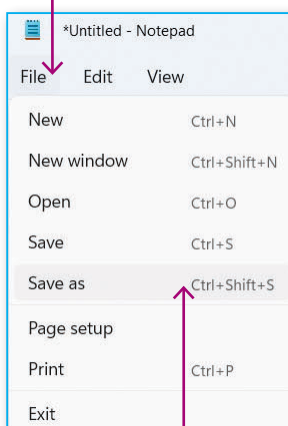 *Untitled - Notepad
File Edit View
New Ctrl+N
New window Ctrl+Shift+N
Open Ctrl+O
Save Ctrl+S
Save as Ctrl+Shift+S
Page setup
Print Ctrl+P
Exit